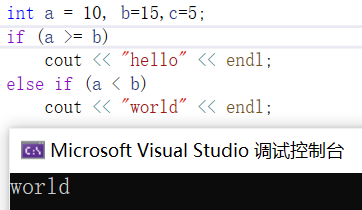 int a = 10, b=15,c=5;
if (a >= b)
    cout << "hello" << endl;
else if (a < b)
    cout << "world" << endl;
C:\ Microsoft Visual Studio 调试控制台
world